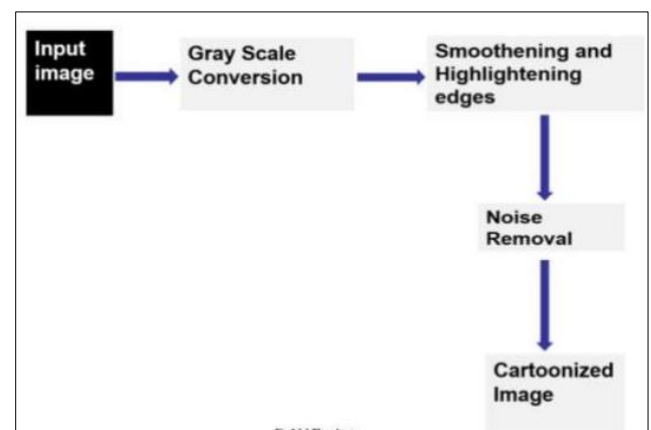 Input
image
Gray Scale
Conversion
Smoothening and
Highlightening
edges
Noise
Removal
Cartoonized
Image